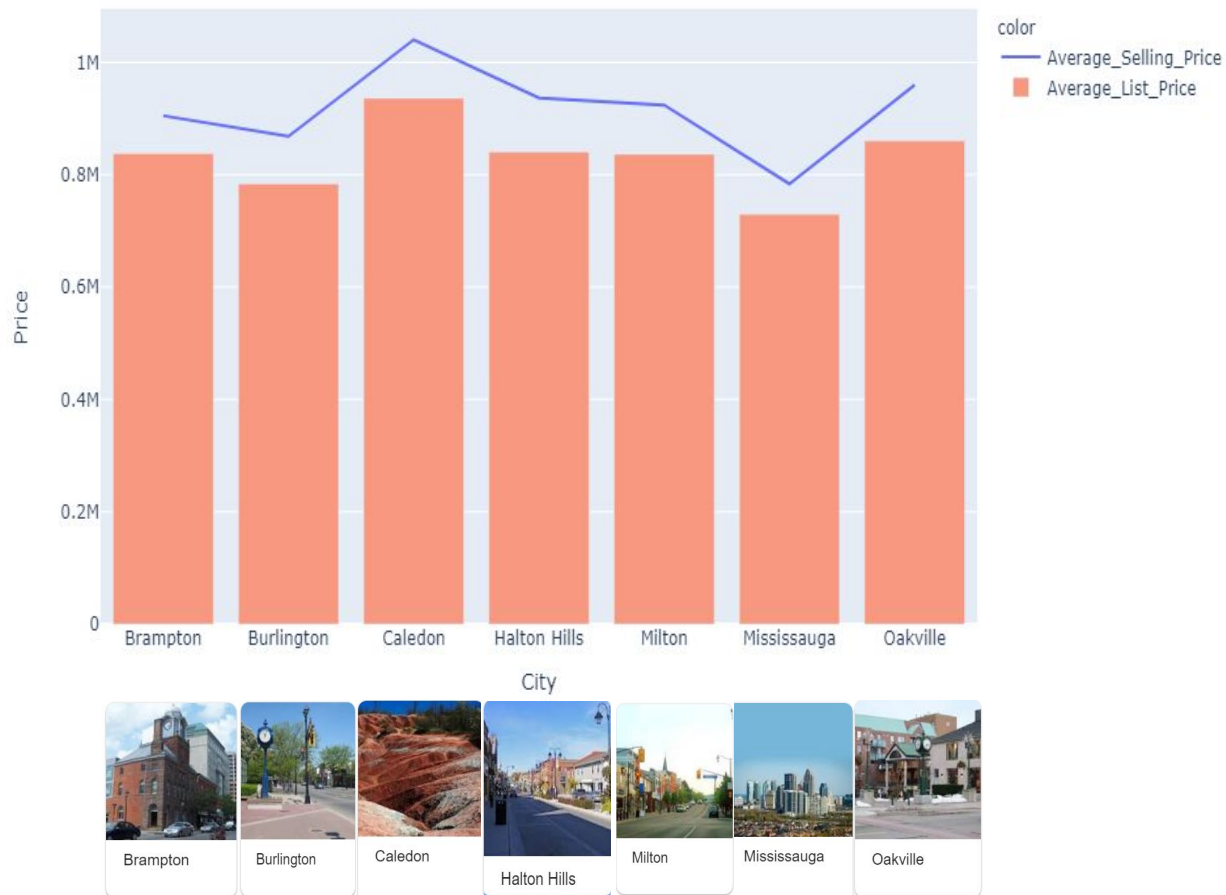 color
Average_Selling_Price
Average_List_Price
1M
0.8M
0.6M
0.4M
0.2M
0
Price
Brampton Burlington Caledon Halton Hills Milton Mississauga Oakville
City
Brampton Burlington Caledon Halton Hills Milton Mississauga Oakville